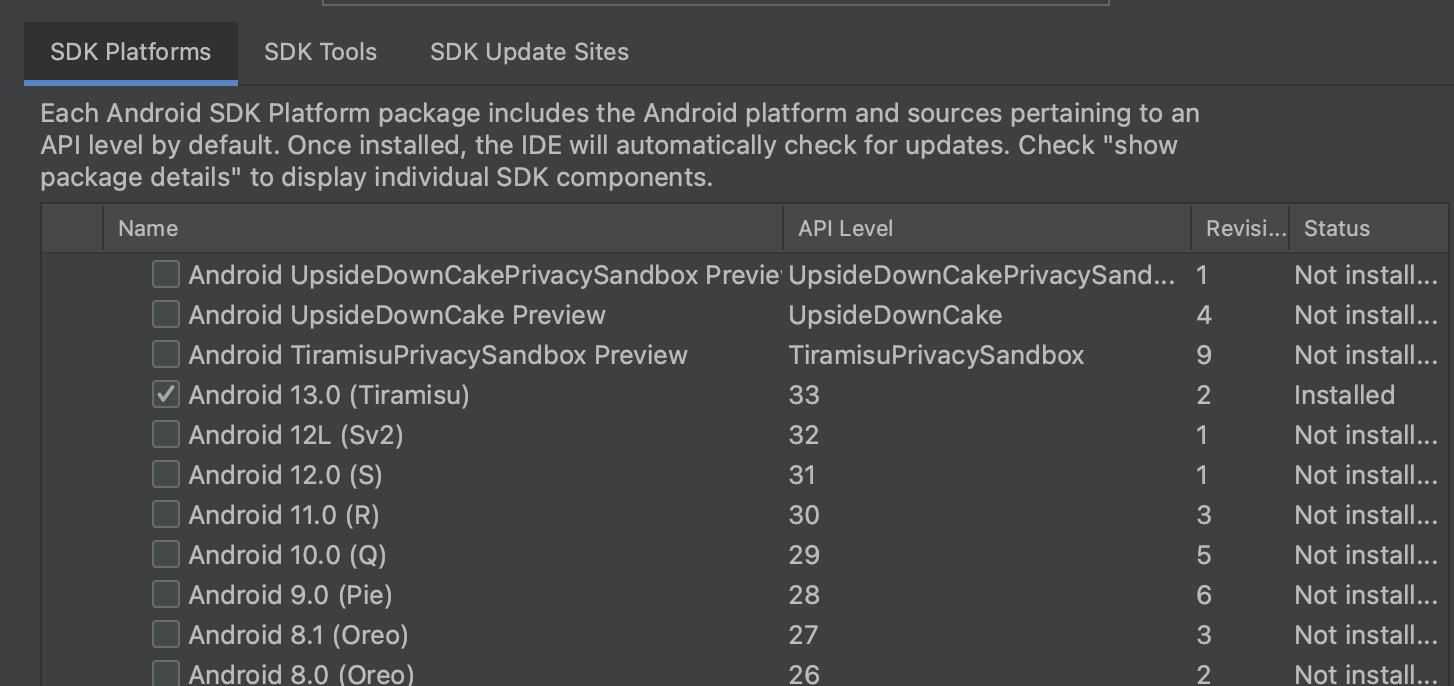 SDK Platforms SDK Tools SDK Update Sites
Each Android SDK Platform package includes the Android platform and sources pertaining to an
API level by default. Once installed, the IDE will automatically check for updates. Check "show
package details" to display individual SDK components.
Name API Level Revisi... Status
Android UpsideDownCakePrivacySandbox Previe UpsideDownCakePrivacySand... 1 Not install...
Android UpsideDownCake Preview UpsideDownCake 4 Not install...
Android TiramisuPrivacySandbox Preview TiramisuPrivacySandbox 9 Not install...
Android 13.0 (Tiramisu) 33 2 Installed
Android 12L (Sv2) 32 1 Not install...
Android 12.0 (S) 31 1 Not install...
Android 11.0 (R) 30 3 Not install...
Android 10.0 (Q) 29 5 Not install...
Android 9.0 (Pie) 28 6 Not install...
Android 8.1 (Oreo) 27 3 Not install...
Android 8.0 (Oreo) 26 2 Not install...